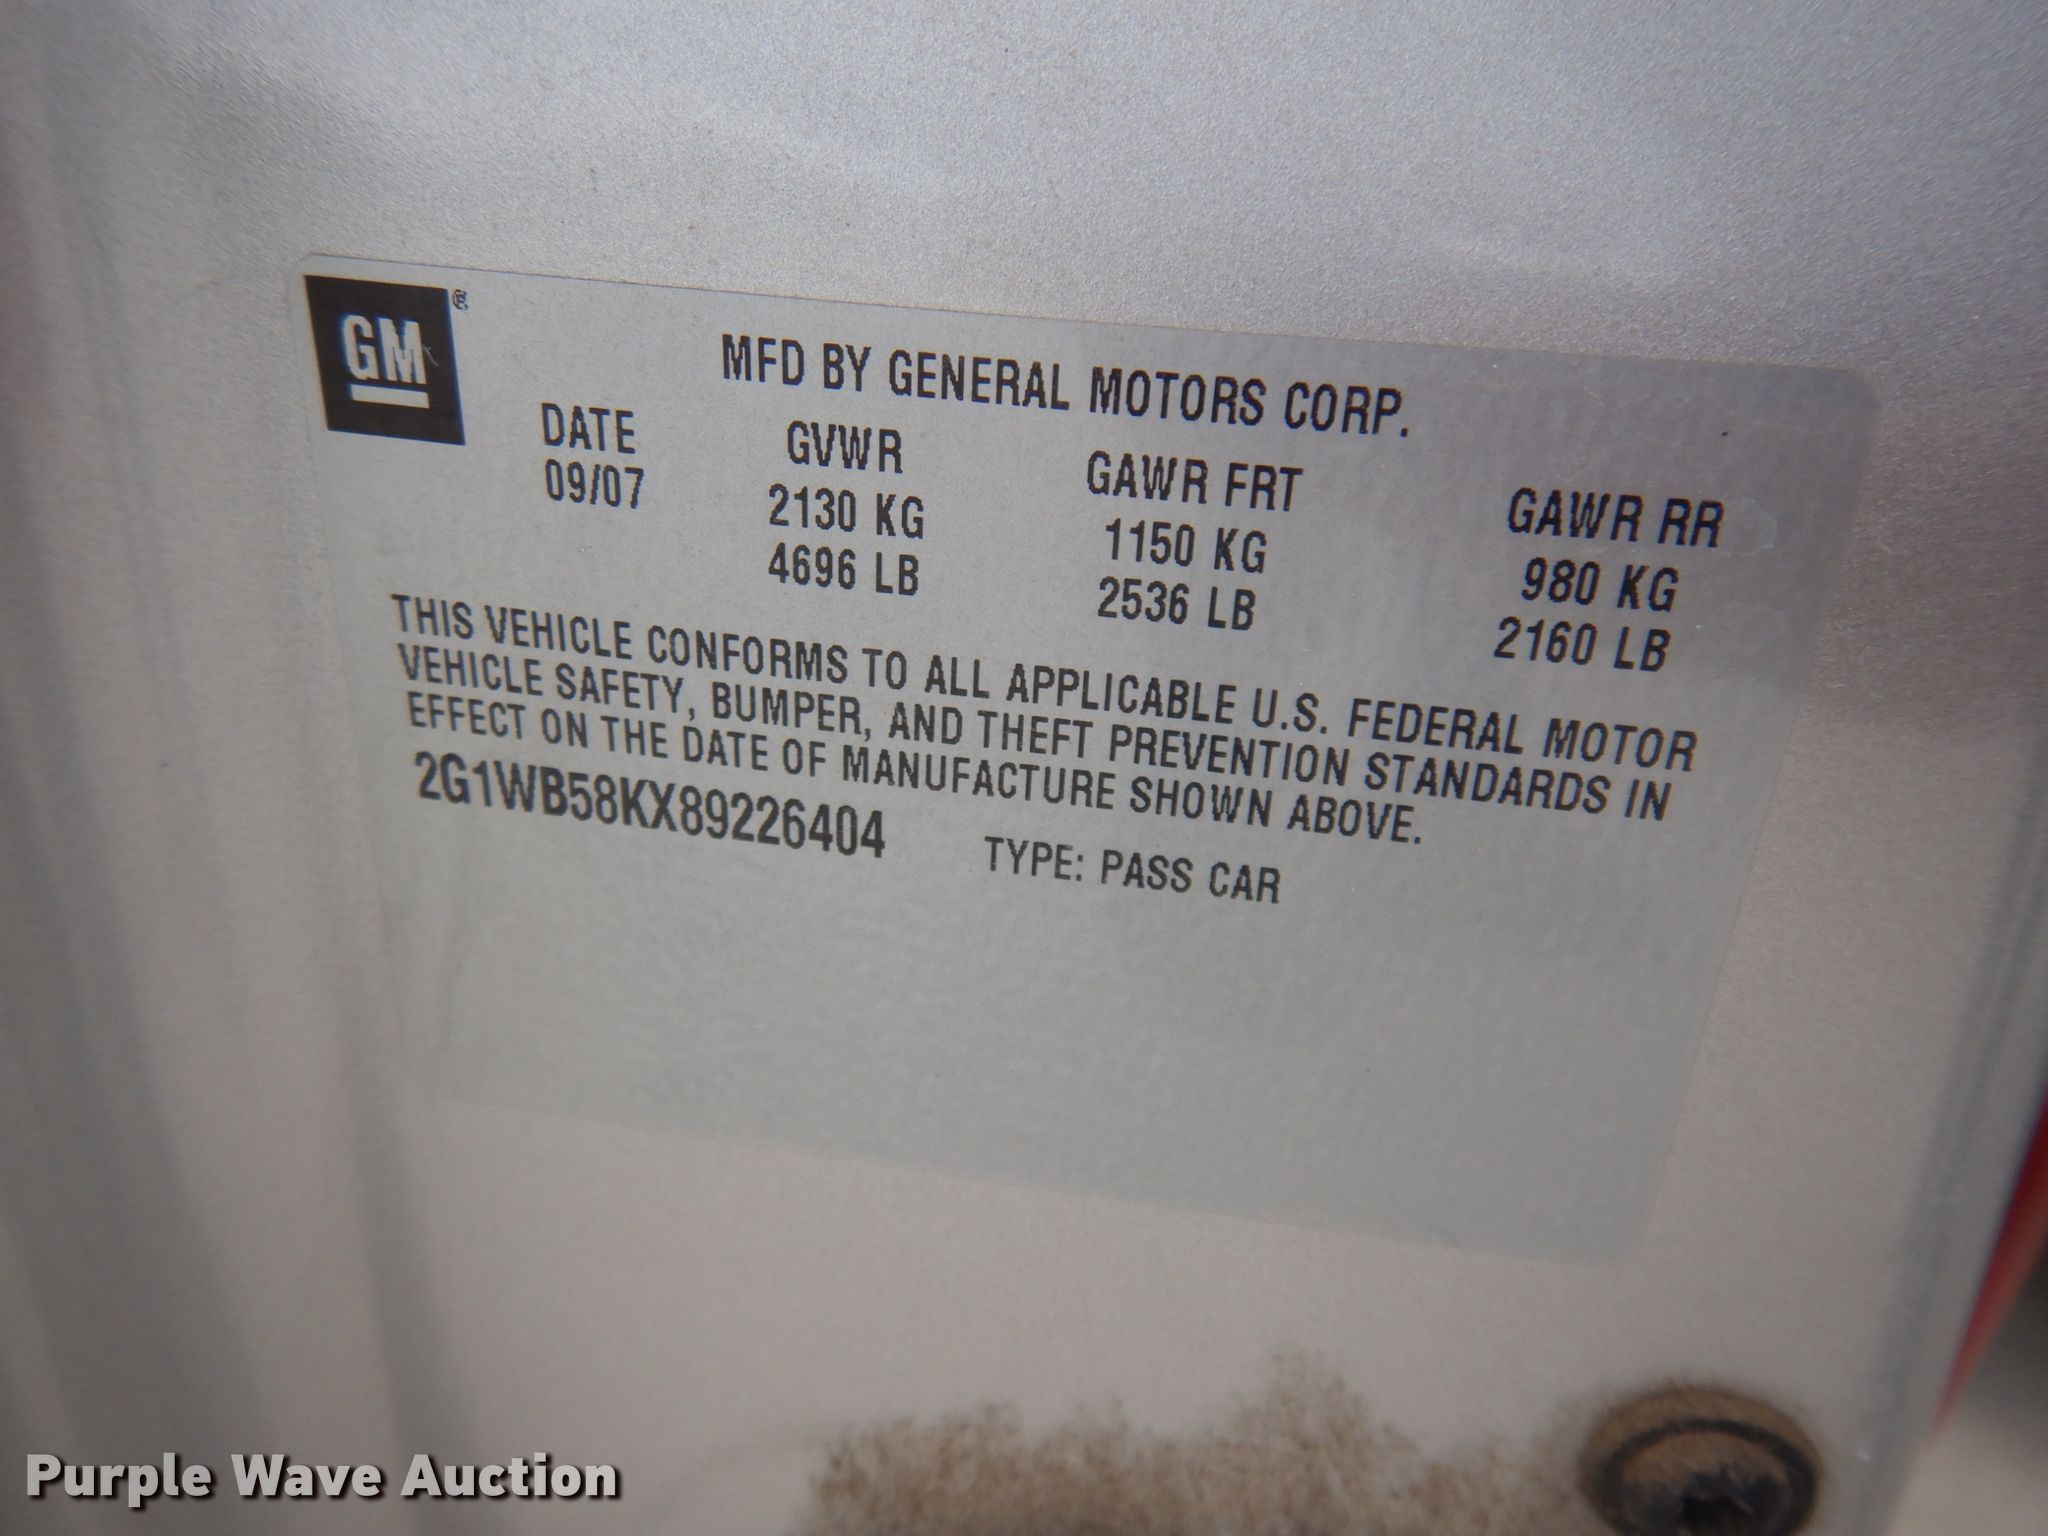 GM®
MFD BY GENERAL MOTORS CORP.
DATE GVWR GAWR FRT GAWR RR
09/07 2130 KG 1150 KG 980 KG
4696 LB 2536 LB 2160 LB
THIS VEHICLE CONFORMS TO ALL APPLICABLE U.S. FEDERAL MOTOR
VEHICLE SAFETY, BUMPER, AND THEFT PREVENTION STANDARDS IN
EFFECT ON THE DATE OF MANUFACTURE SHOWN ABOVE.
2G1WB58KX89226404 TYPE: PASS CAR
Purple Wave Auction